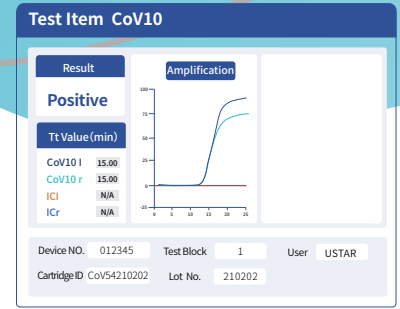 Test Item CoV10
Result
Positive
Tt Value(min)
CoV10 l 15.00
CoV10 r 15.00
ICl N/A
ICr N/A
Amplification
100
75
50
25
0
-25
0 5 10 15 20 25
Device NO. 012345 Test Block 1 User USTAR
Cartridge ID CoV54210202 Lot No. 210202